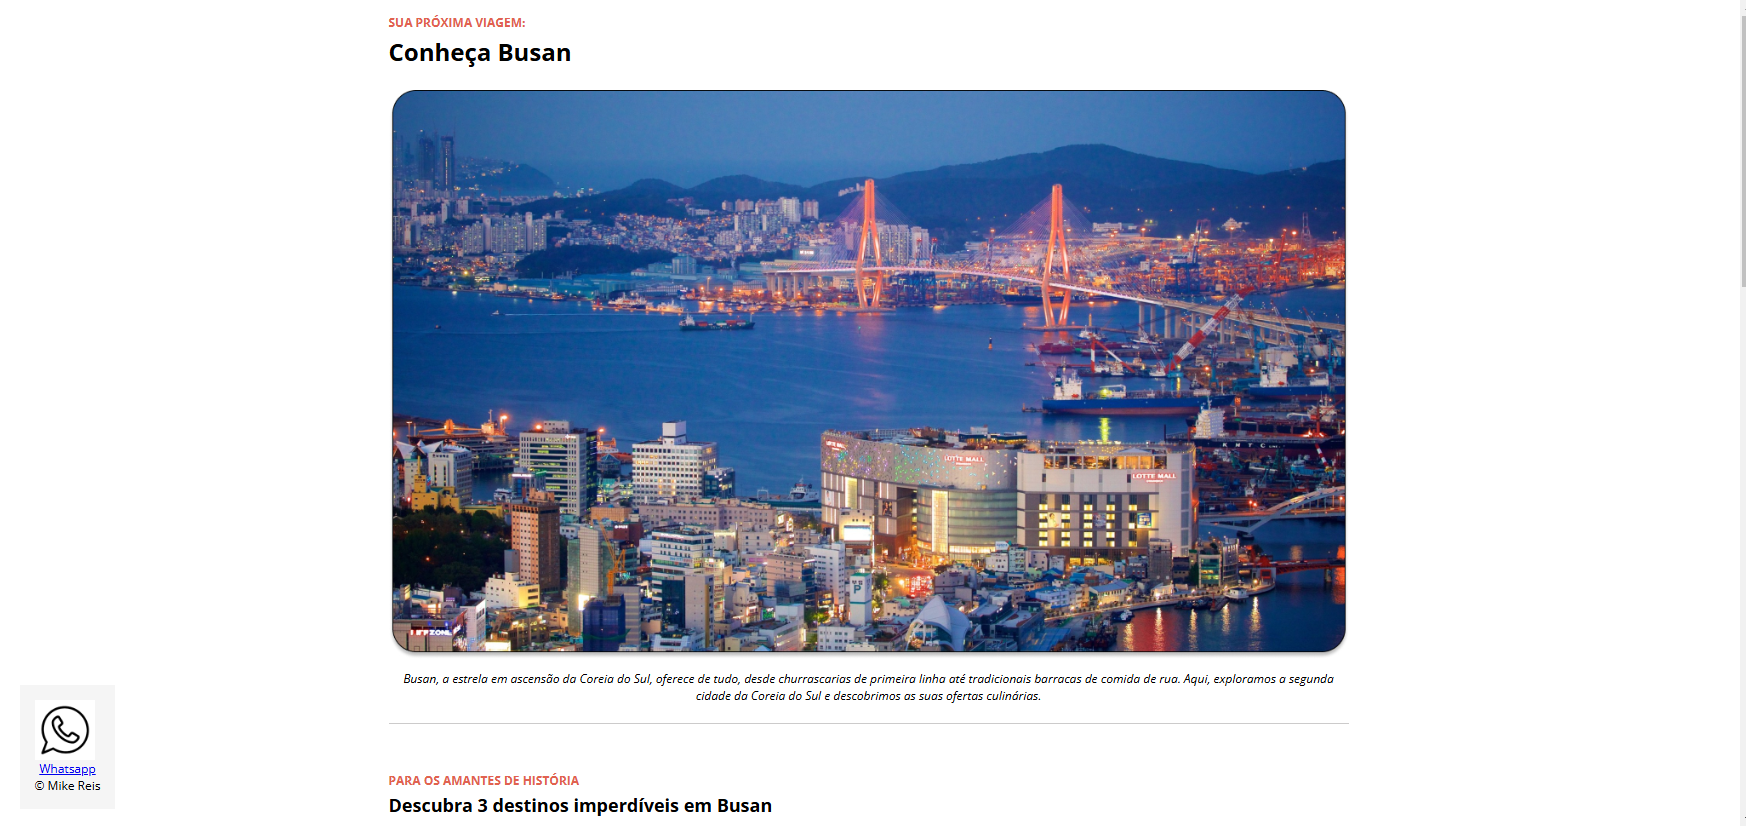 SUA PRÓXIMA VIAGEM:
Conheça Busan
LOTTE MALL
LOTTE MALL
Busan, a estrela em ascensão da Coreia do Sul, oferece de tudo, desde churrascarias de primeira linha até tradicionais barracas de comida de rua. Aqui, exploramos a segunda
cidade da Coreia do Sul e descobrimos as suas ofertas culinárias.
Whatsapp
© Mike Reis
PARA OS AMANTES DE HISTÓRIA
Descubra 3 destinos imperdíveis em Busan